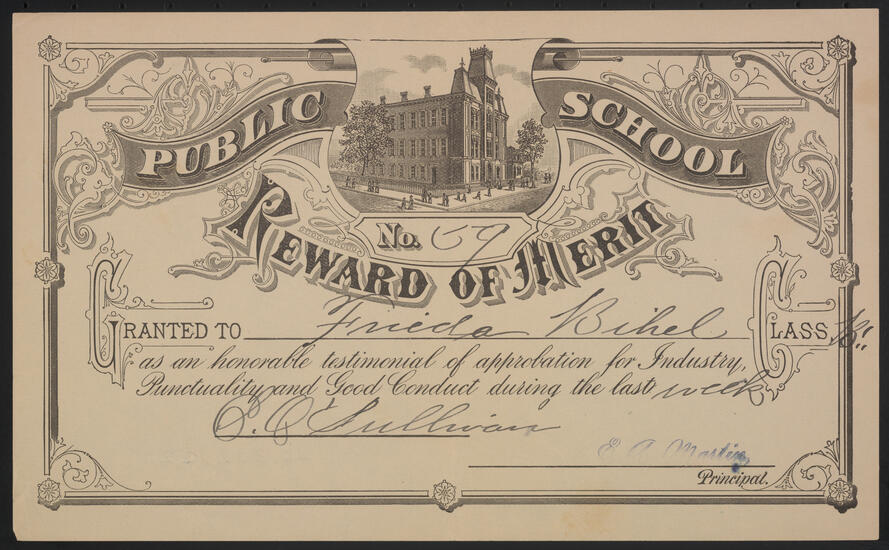 PUBLIC SCHOOL
No. 69
REWARD OF MERIT
GRANTED TO Frieda Bihel CLASS B.
as an honorable testimonial of approbation for Industry,
Punctuality and Good Conduct during the last week
S. O'Sullivan
E. A. Martin
Principal.